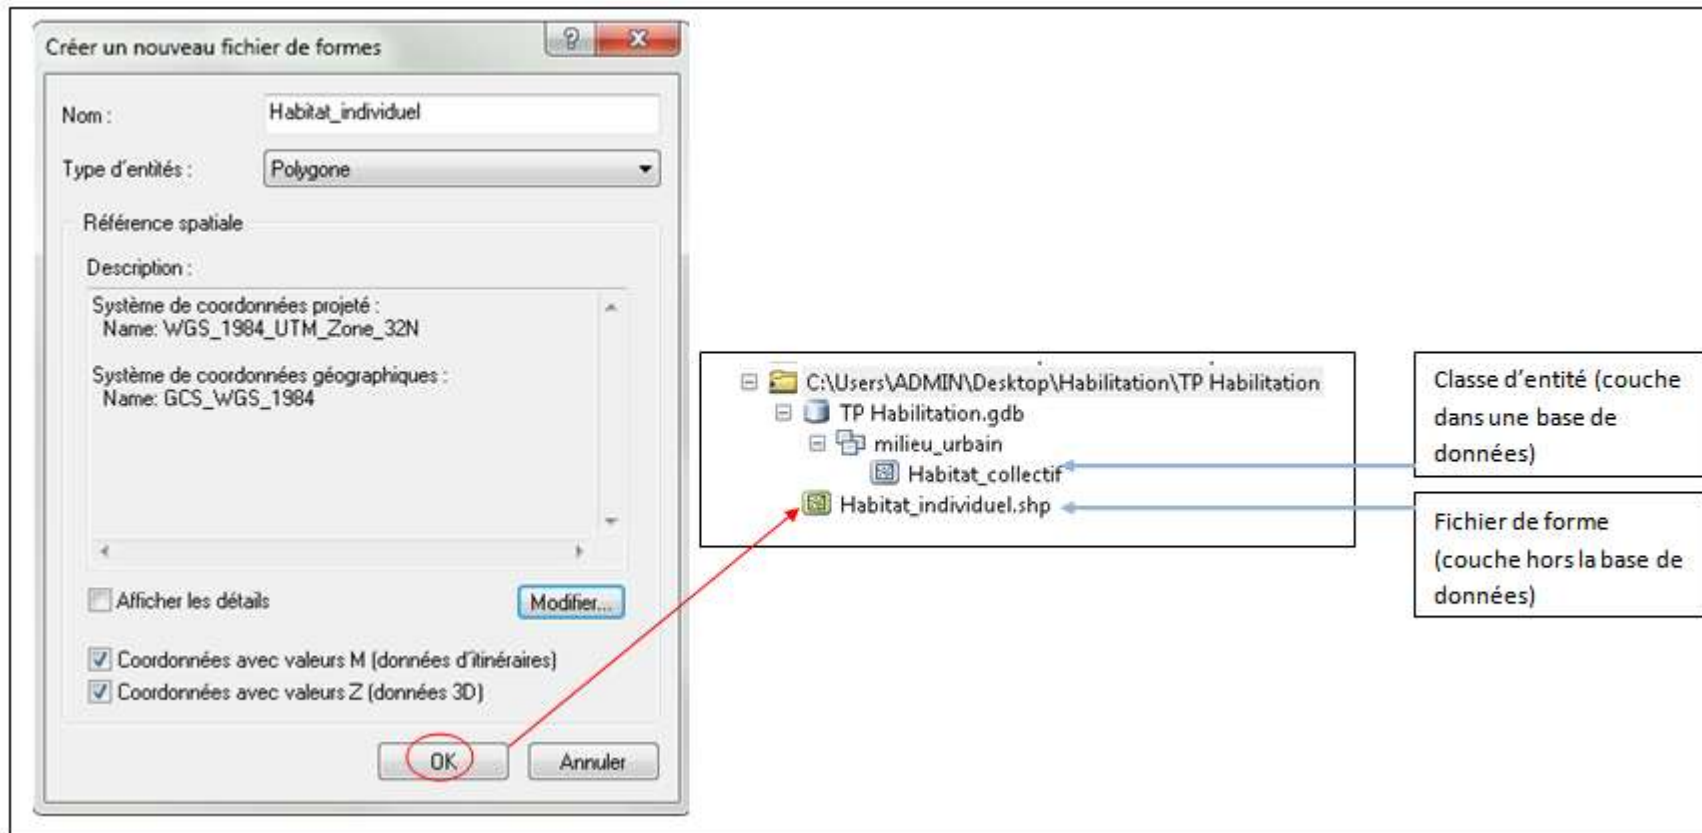 Créer un nouveau fichier de formes
Nom :
Habitat_individuel
Type d'entités :
Polygone
Référence spatiale
Description :
Système de coordonnées projeté :
Name: WGS_1984_UTM_Zone_32N
Système de coordonnées géographiques :
Name: GCS_WGS_1984
Afficher les détails
Modifier...
Coordonnées avec valeurs M (données d'itinéraires)
Coordonnées avec valeurs Z (données 3D)
OK
Annuler
C:\Users\ADMIN\Desktop\Habilitation\TP Habilitation
TP Habilitation.gdb
milieu_urbain
Habitat_collectif
Habitat_individuel.shp
Classe d'entité (couche
dans une base de
données)
Fichier de forme
(couche hors la base de
données)